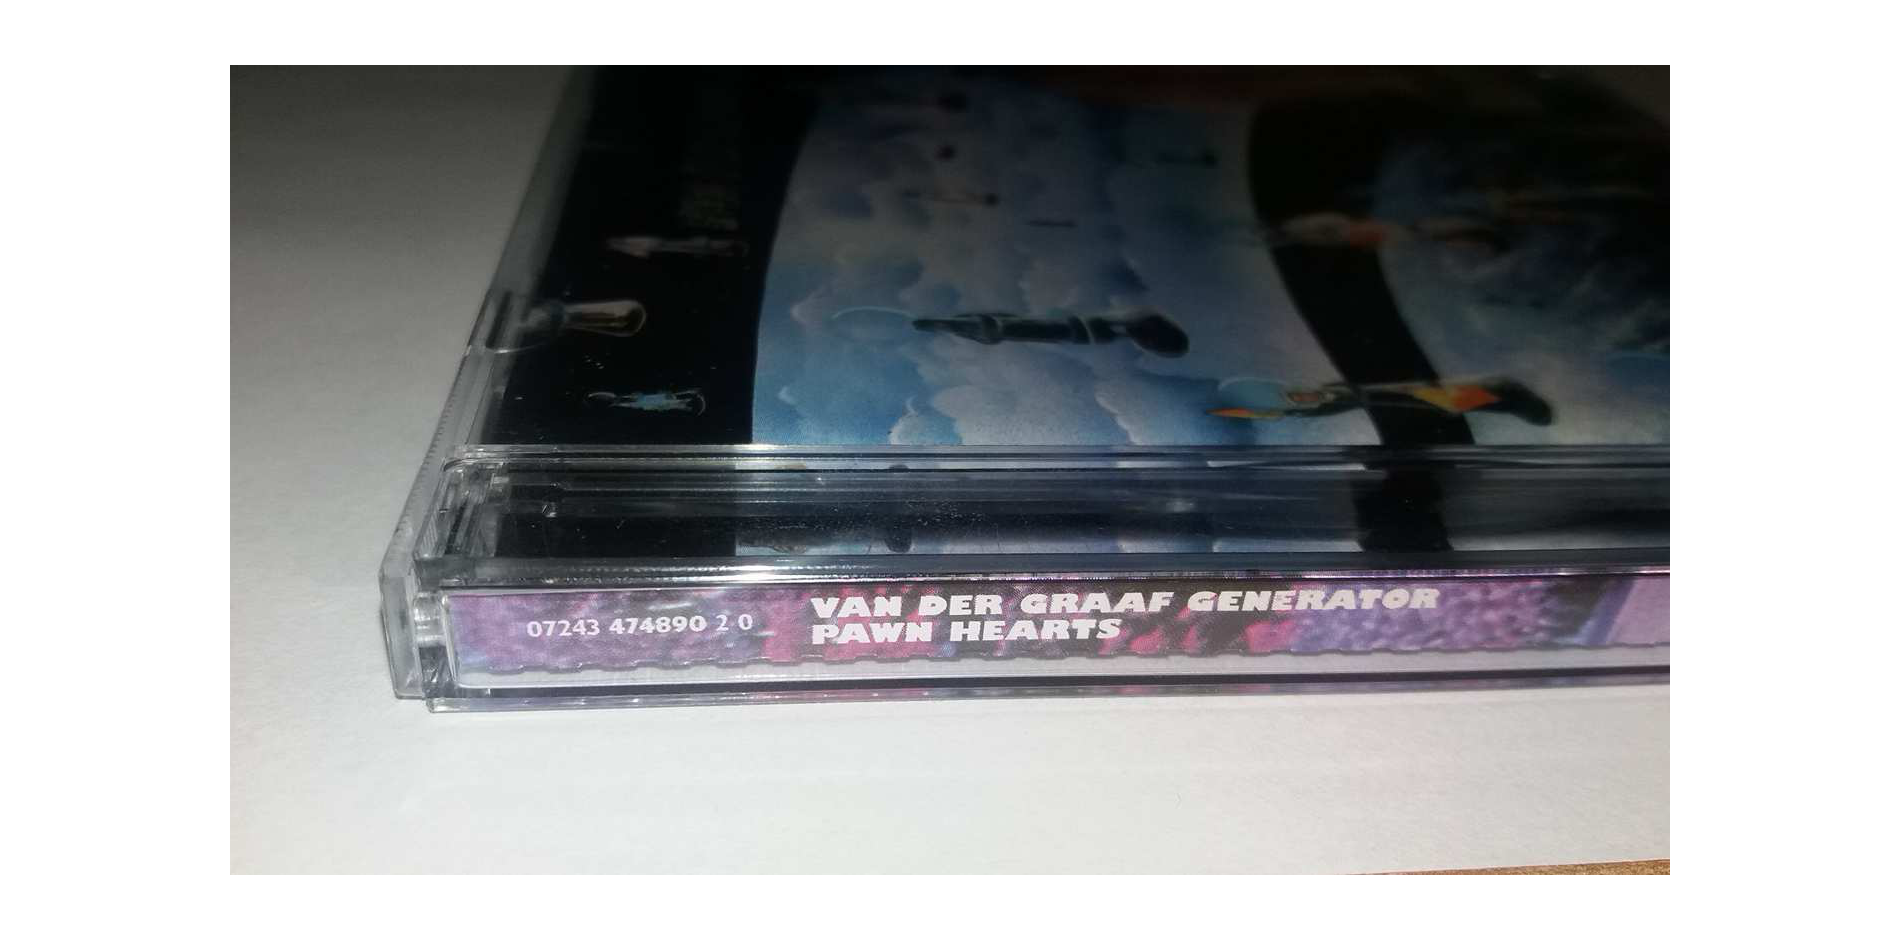 07243 474890 2 0
VAN DER GRAAF GENERATOR
PAWN HEARTS